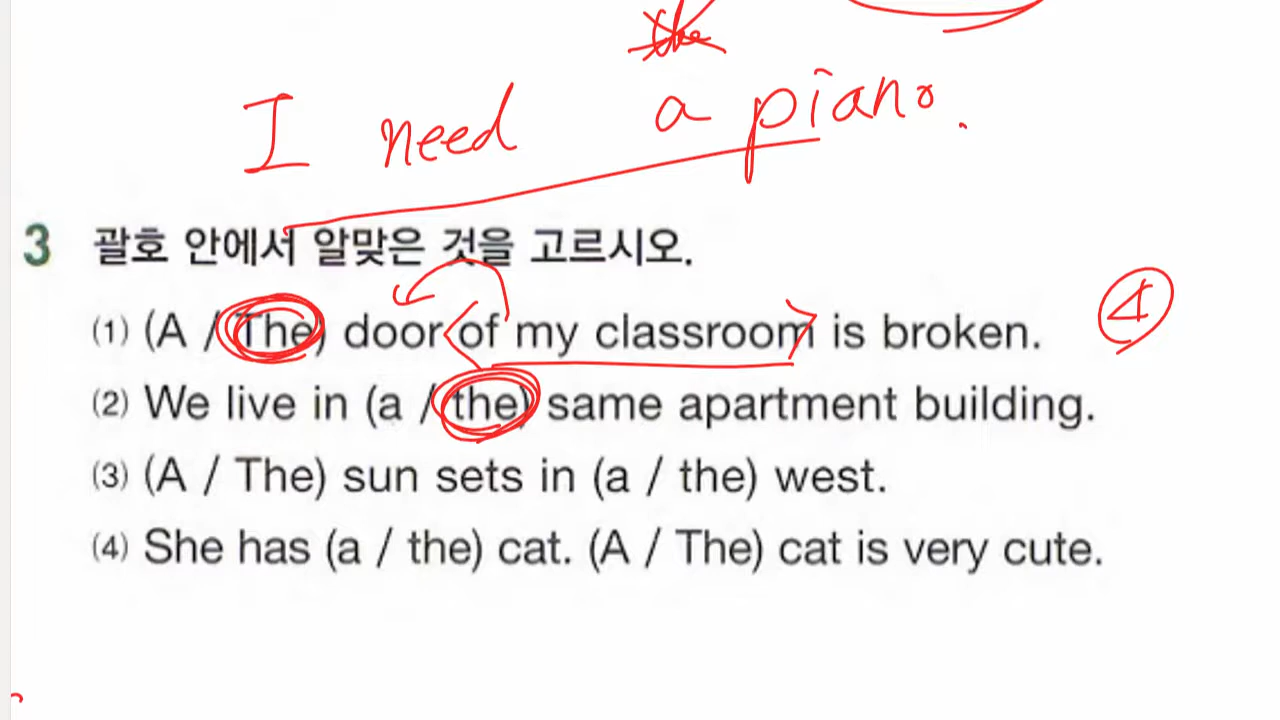 the
I need a piano.
3 괄호 안에서 알맞은 것을 고르시오.
(1) (A / The) door of my classroom is broken. ④
(2) We live in (a / the) same apartment building.
(3) (A / The) sun sets in (a / the) west.
(4) She has (a / the) cat. (A / The) cat is very cute.